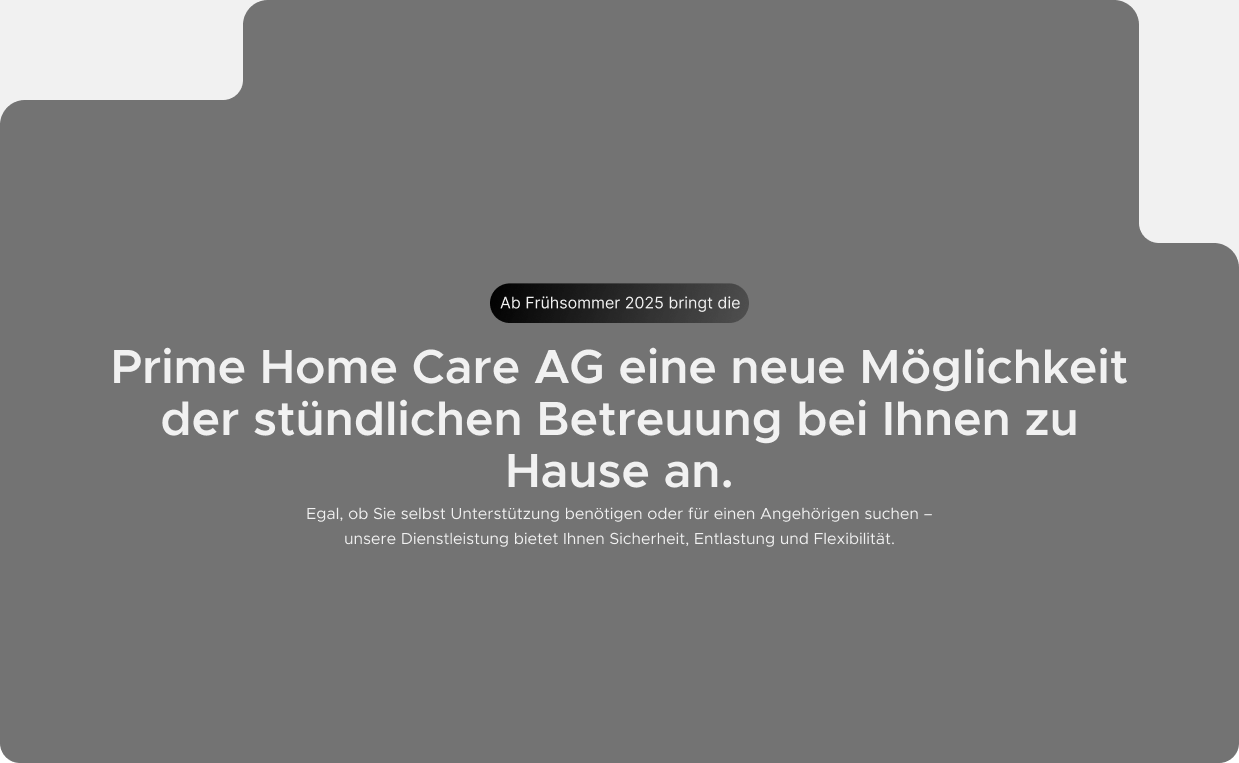 Ab Frühsommer 2025 bringt die
Prime Home Care AG eine neue Möglichkeit
der stündlichen Betreuung bei Ihnen zu
Hause an.
Egal, ob Sie selbst Unterstützung benötigen oder für einen Angehörigen suchen –
unsere Dienstleistung bietet Ihnen Sicherheit, Entlastung und Flexibilität.